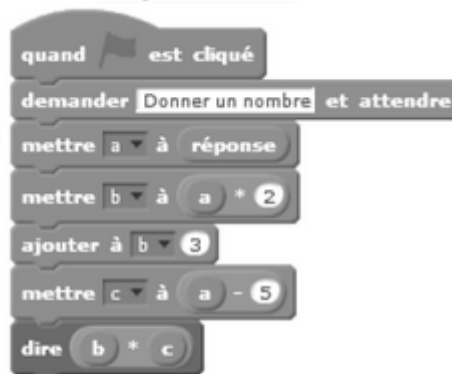 quand est cliqué
demander Donner un nombre et attendre
mettre a à réponse
mettre b à a * 2
ajouter à b 3
mettre c à a - 5
dire b * c